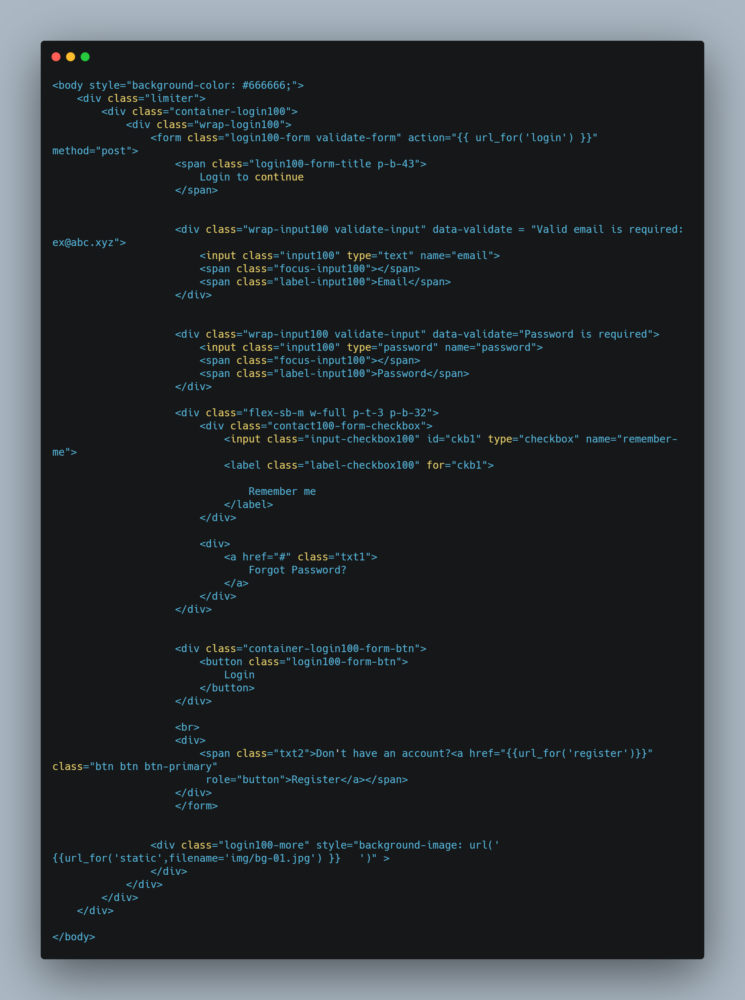 <body style="background-color: #666666;">
    <div class="limiter">
        <div class="container-login100">
            <div class="wrap-login100">
                <form class="login100-form validate-form" action="{{ url_for('login') }}"
method="post">
                    <span class="login100-form-title p-b-43">
                        Login to continue
                    </span>
                    <div class="wrap-input100 validate-input" data-validate = "Valid email is required:
ex@abc.xyz">
                        <input class="input100" type="text" name="email">
                        <span class="focus-input100"></span>
                        <span class="label-input100">Email</span>
                    </div>
                    <div class="wrap-input100 validate-input" data-validate="Password is required">
                        <input class="input100" type="password" name="password">
                        <span class="focus-input100"></span>
                        <span class="label-input100">Password</span>
                    </div>
                    <div class="flex-sb-m w-full p-t-3 p-b-32">
                        <div class="contact100-form-checkbox">
                            <input class="input-checkbox100" id="ckb1" type="checkbox" name="remember-
me">
                            <label class="label-checkbox100" for="ckb1">
                                Remember me
                            </label>
                        </div>
                        <div>
                            <a href="#" class="txt1">
                                Forgot Password?
                            </a>
                        </div>
                    </div>
                    <div class="container-login100-form-btn">
                        <button class="login100-form-btn">
                            Login
                        </button>
                    </div>
                    <br>
                    <div>
                        <span class="txt2">Don't have an account?<a href="{{url_for('register')}}"
class="btn btn btn-primary"
                         role="button">Register</a></span>
                    </div>
                    </form>
                <div class="login100-more" style="background-image: url('
{{url_for('static',filename='img/bg-01.jpg') }}   ')" >
                </div>
            </div>
        </div>
    </div>
</body>